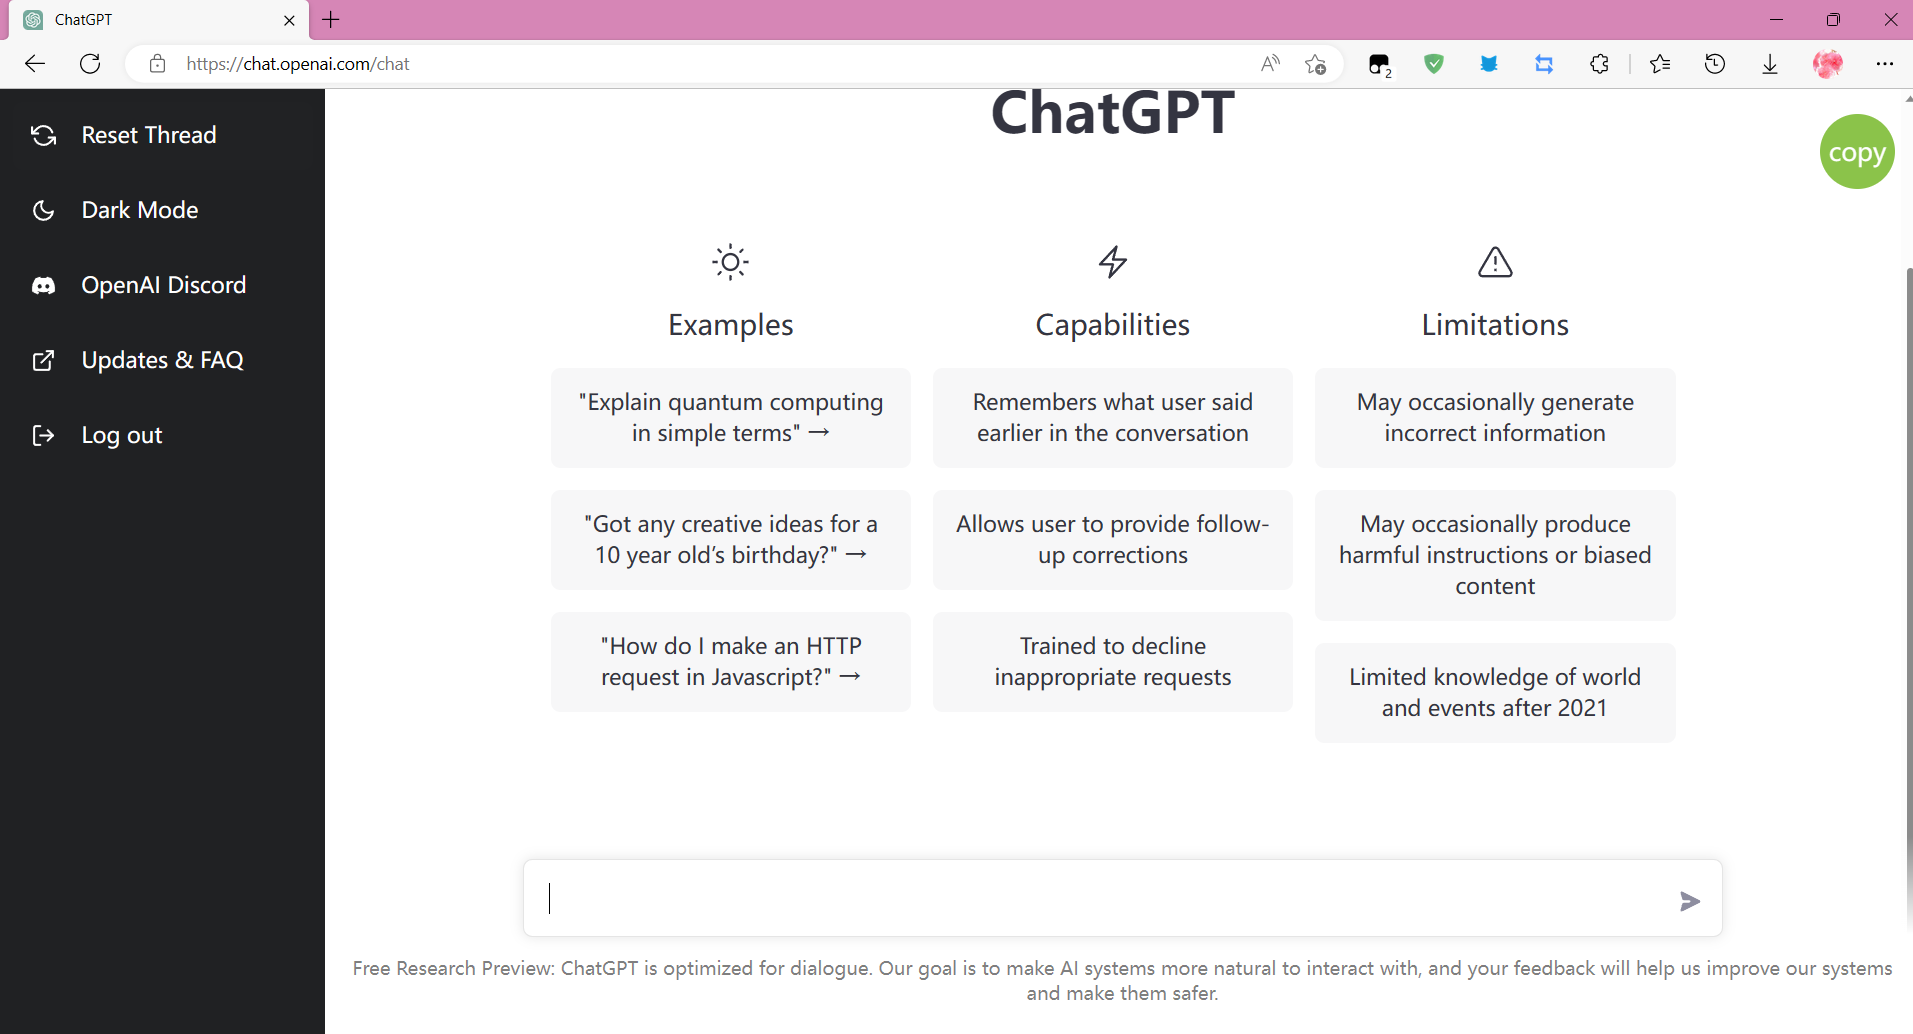 ChatGPT
https://chat.openai.com/chat
A
2
Reset Thread
Dark Mode
OpenAI Discord
Updates & FAQ
Log out
ChatGPT
copy
Examples
"Explain quantum computing
in simple terms" →
"Got any creative ideas for a
10 year old’s birthday?" →
"How do I make an HTTP
request in Javascript?" →
Capabilities
Remembers what user said
earlier in the conversation
Allows user to provide follow-
up corrections
Trained to decline
inappropriate requests
Limitations
May occasionally generate
incorrect information
May occasionally produce
harmful instructions or biased
content
Limited knowledge of world
and events after 2021
Free Research Preview: ChatGPT is optimized for dialogue. Our goal is to make AI systems more natural to interact with, and your feedback will help us improve our systems
and make them safer.